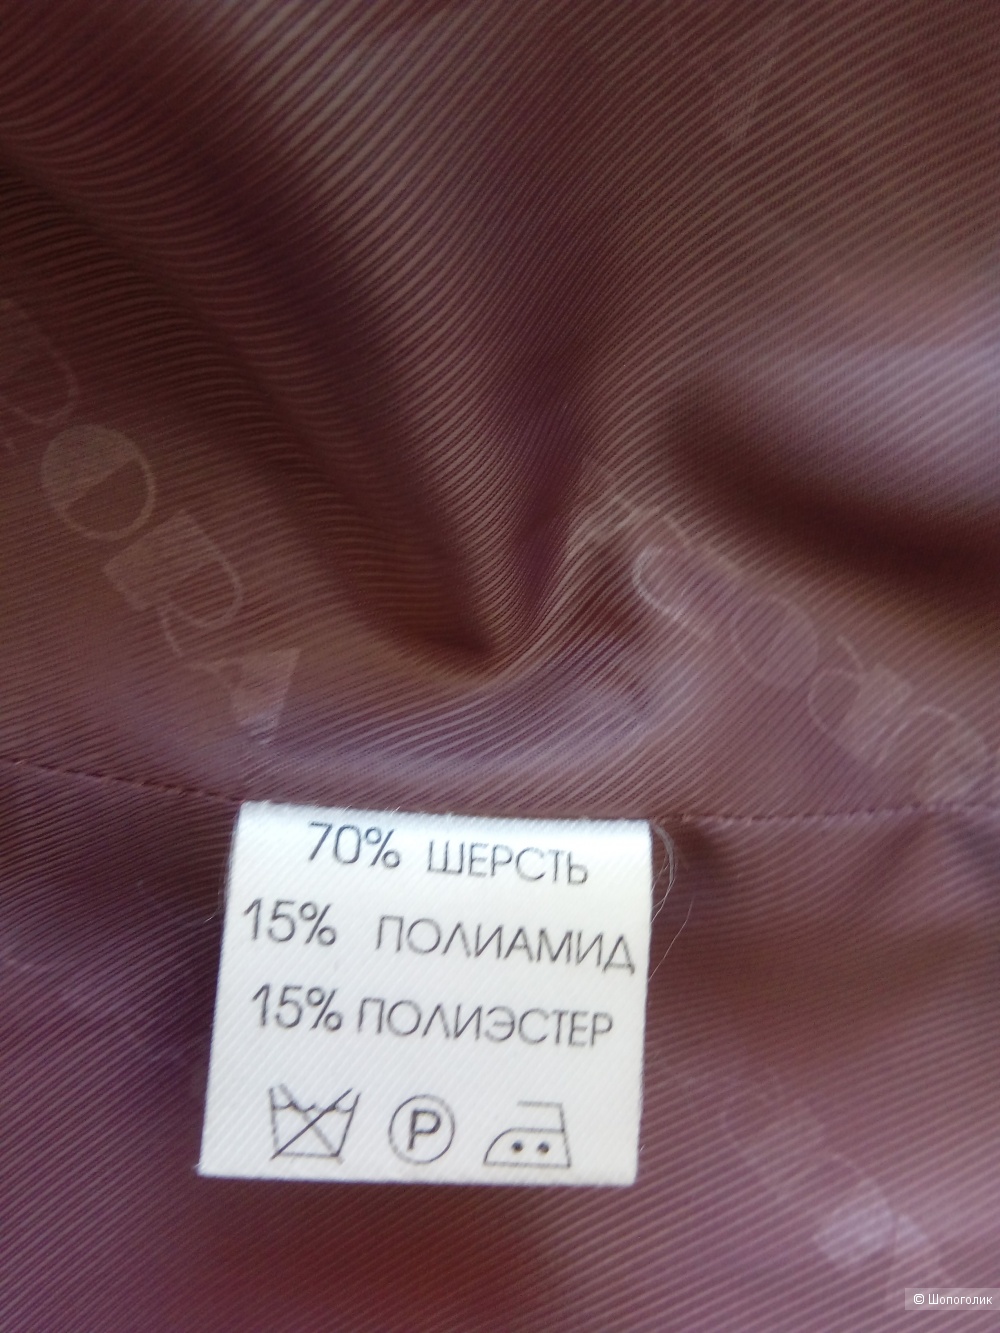 70% ШЕРСТЬ
15% ПОЛИАМИД
15% ПОЛИЭСТЕР
P
© Шопоголик